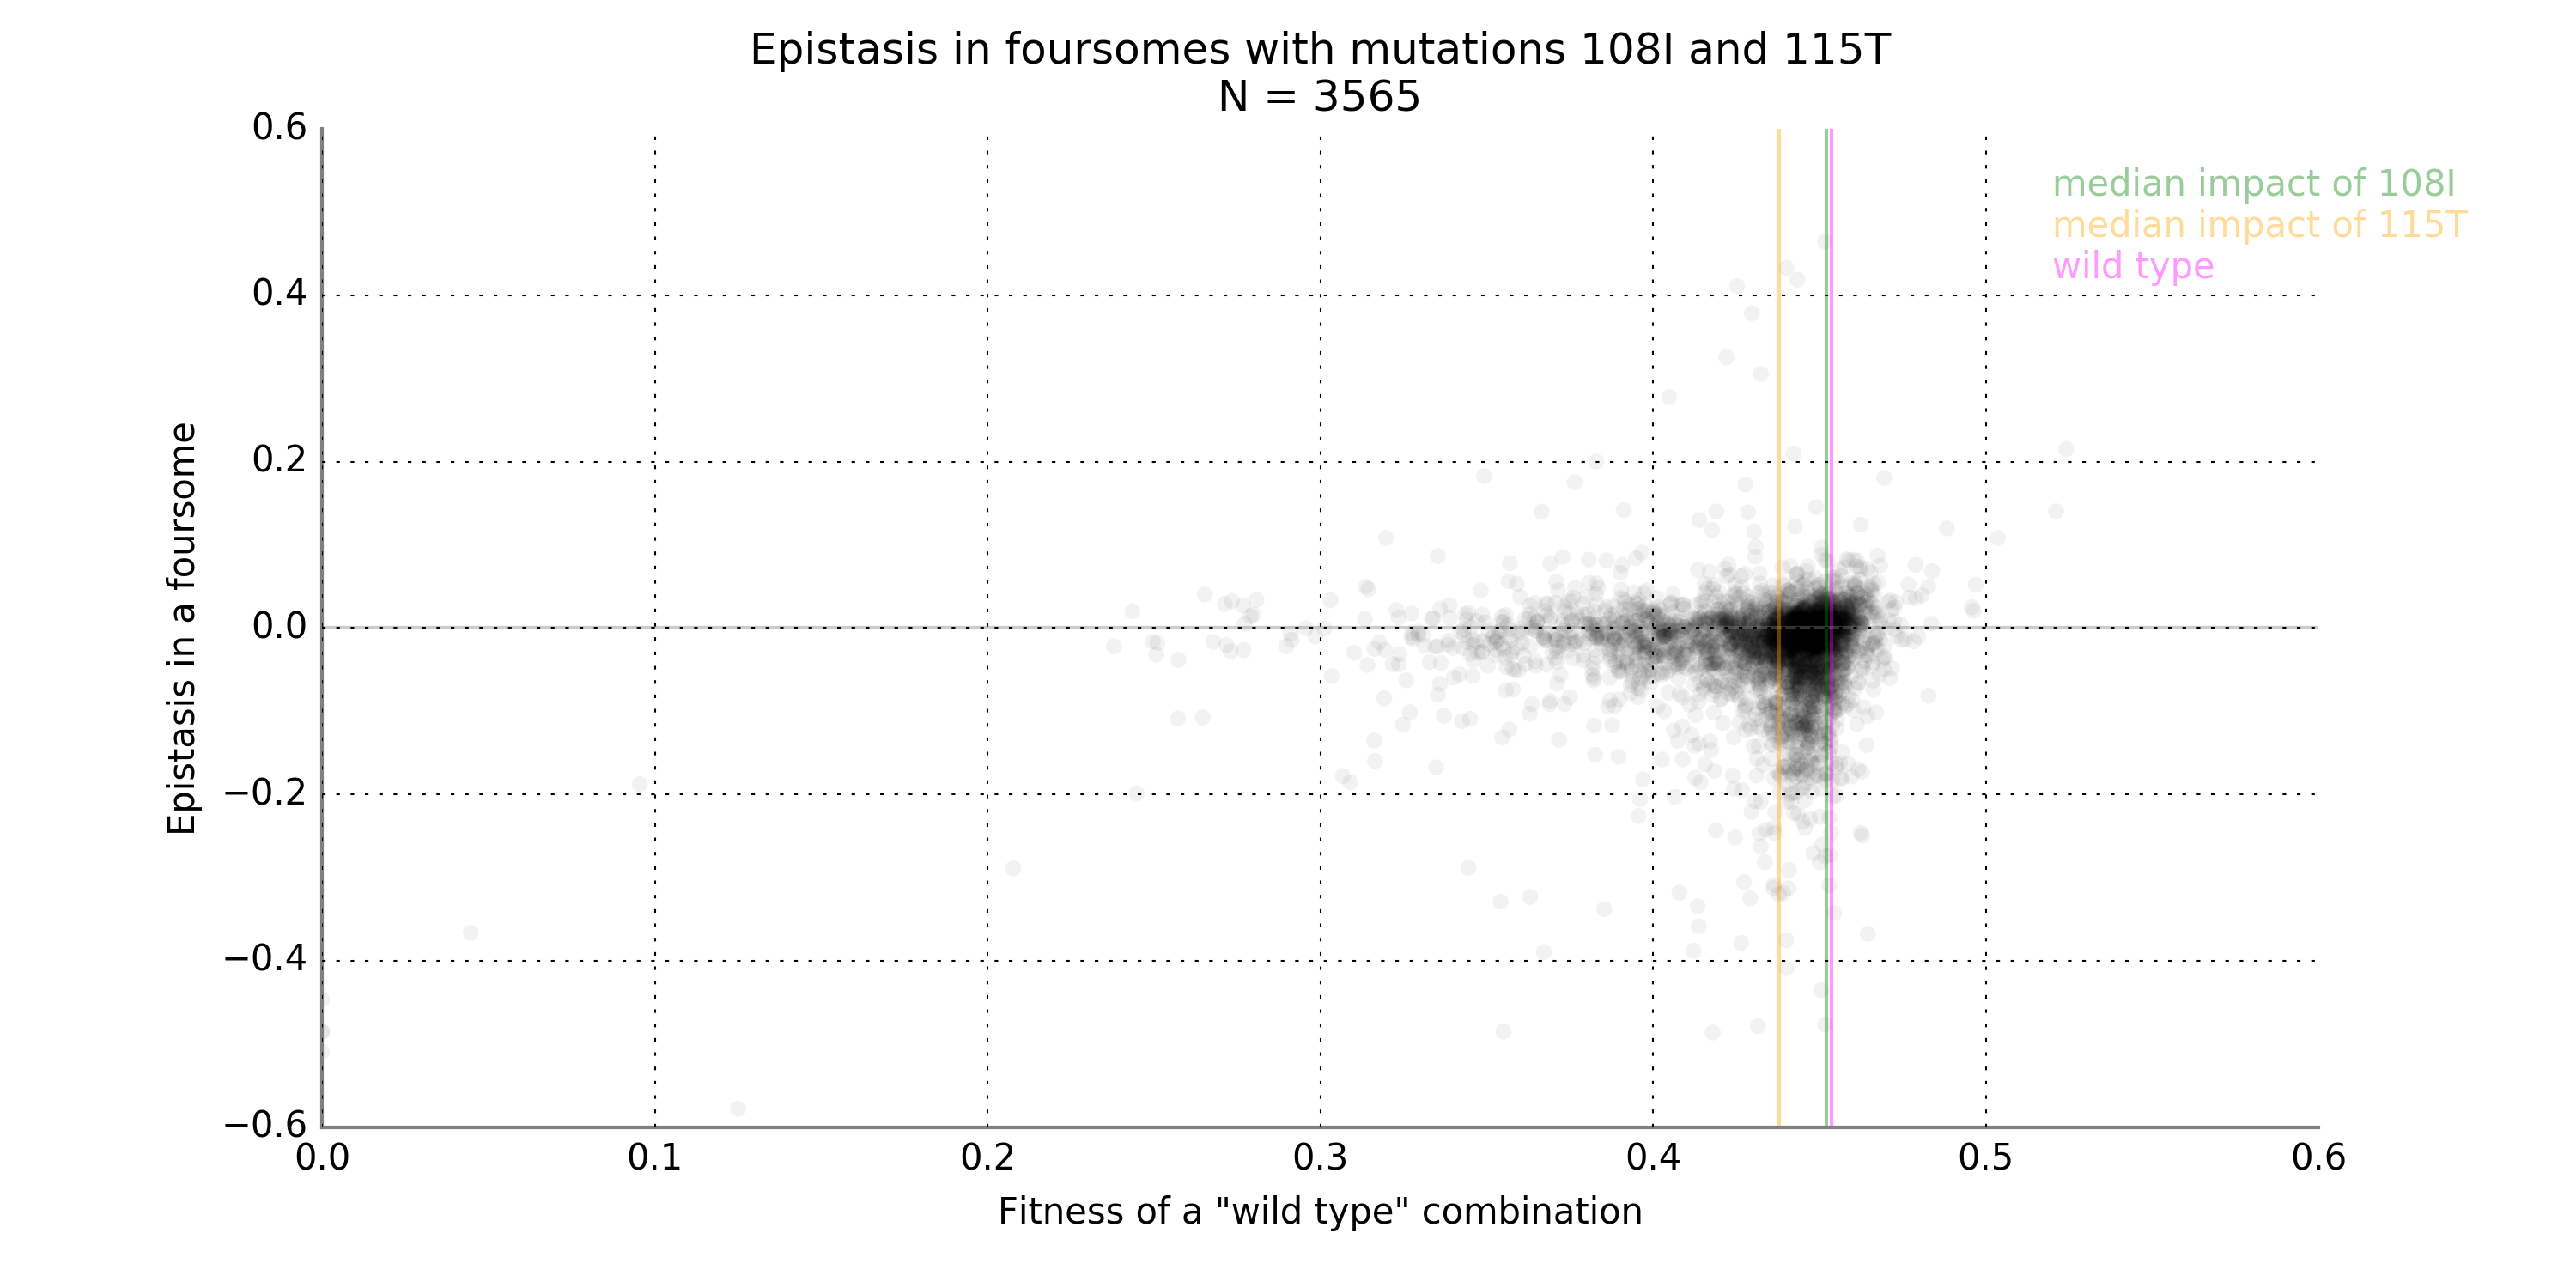 Epistasis in foursomes with mutations 108I and 115T
N = 3565
0.6
0.4
0.2
0.0
−0.2
−0.4
−0.6
Epistasis in a foursome
median impact of 108I
median impact of 115T
wild type
0.0 0.1 0.2 0.3 0.4 0.5 0.6
Fitness of a "wild type" combination